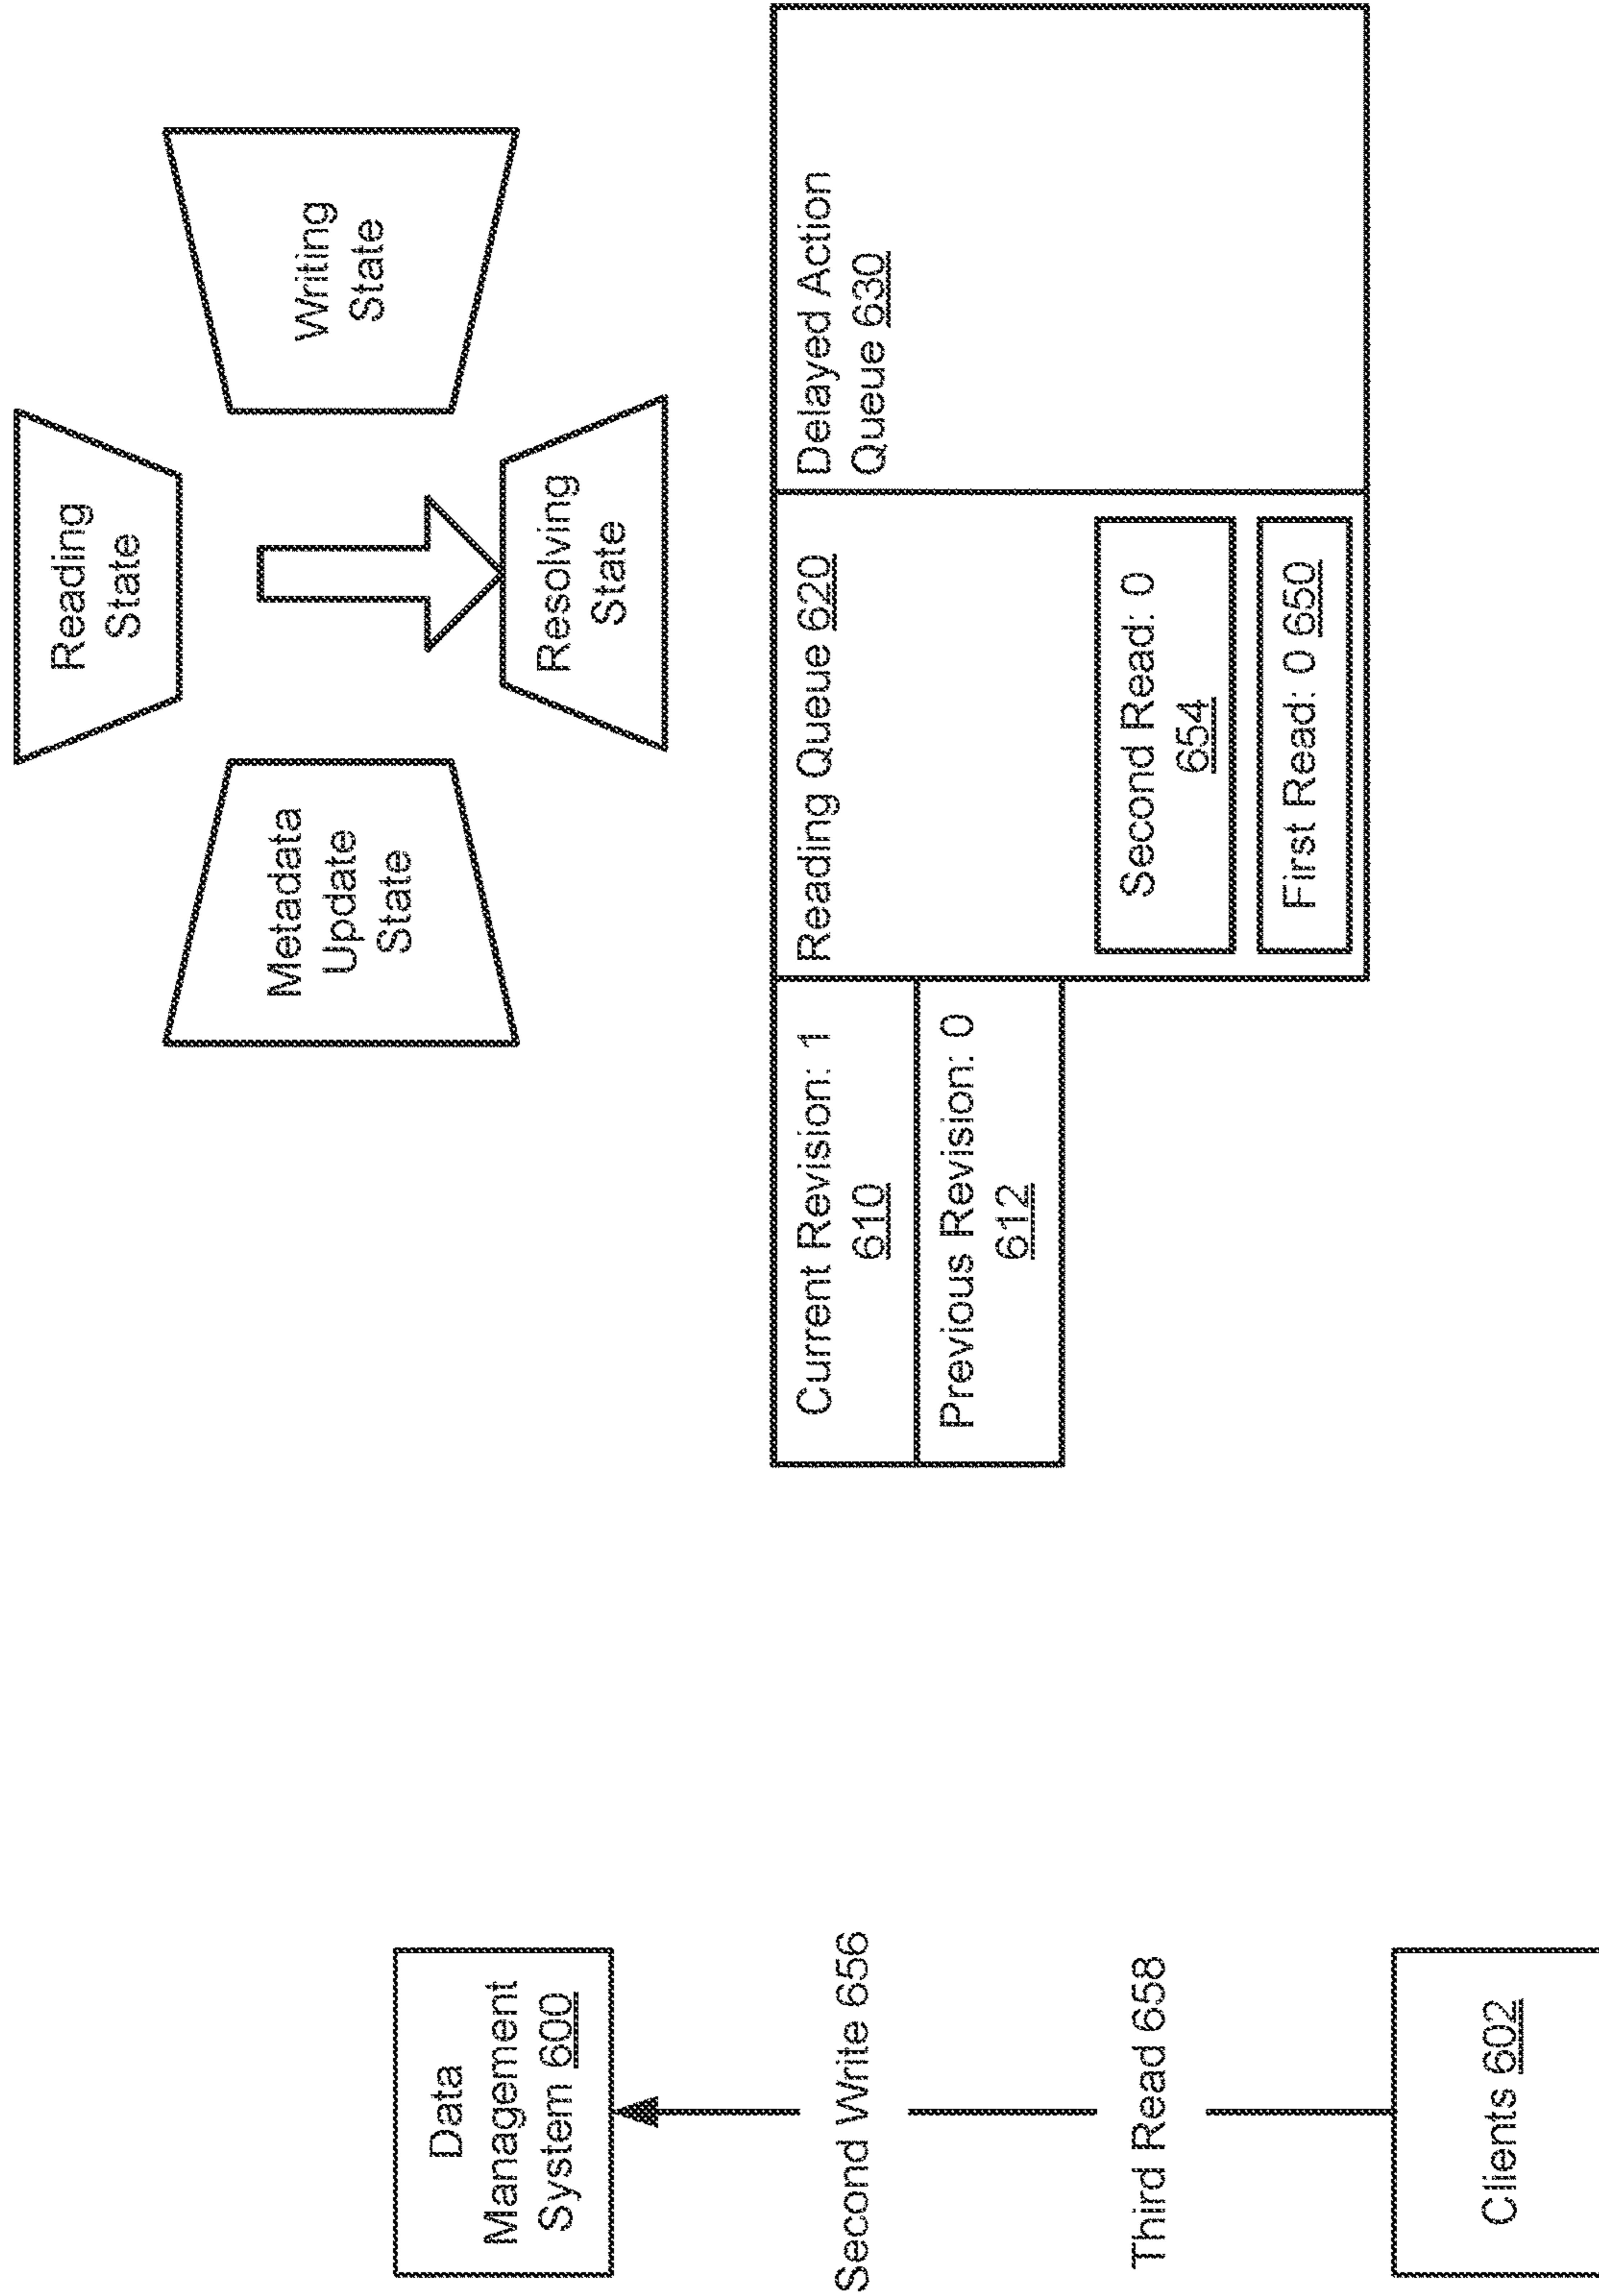 Data
Management
System 600
Second Write 656
Third Read 658
Clients 602
Reading
State
Metadata
Update
State
Writing
State
Resolving
State
Current Revision: 1
610
Previous Revision: 0
612
Reading Queue 620
Second Read: 0
654
First Read: 0 650
Delayed Action
Queue 630